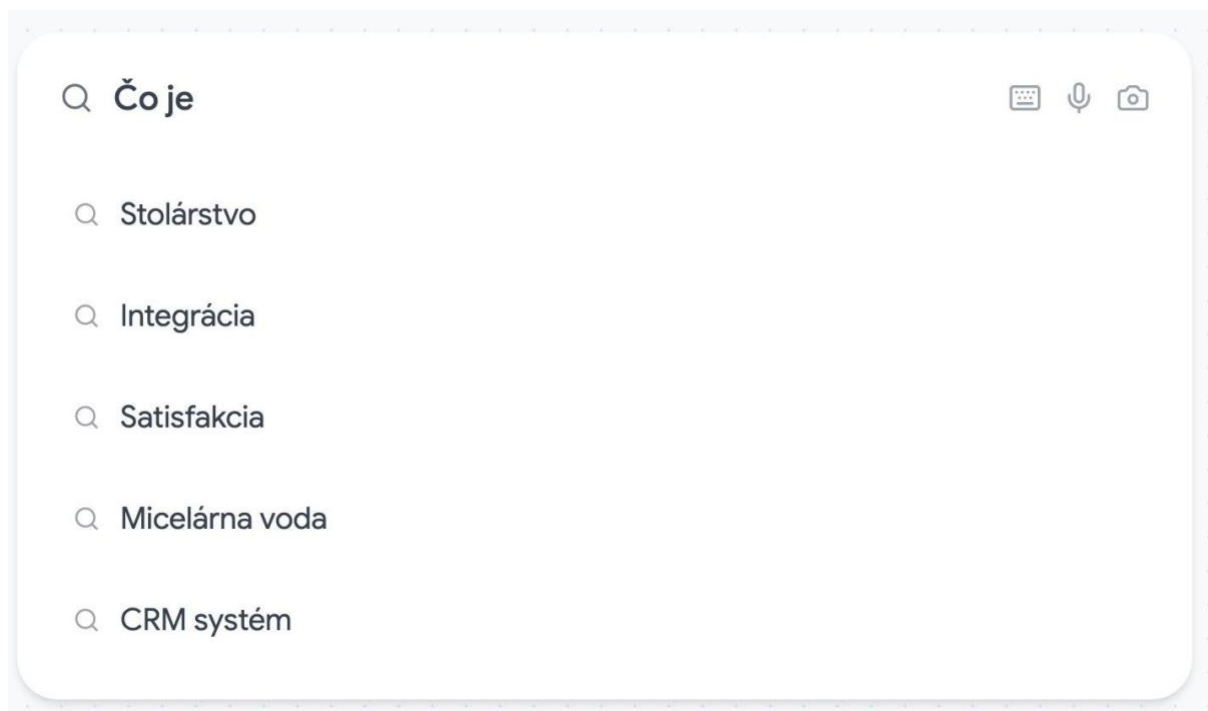 Čo je
Stolárstvo
Integrácia
Satisfakcia
Micelárna voda
CRM systém